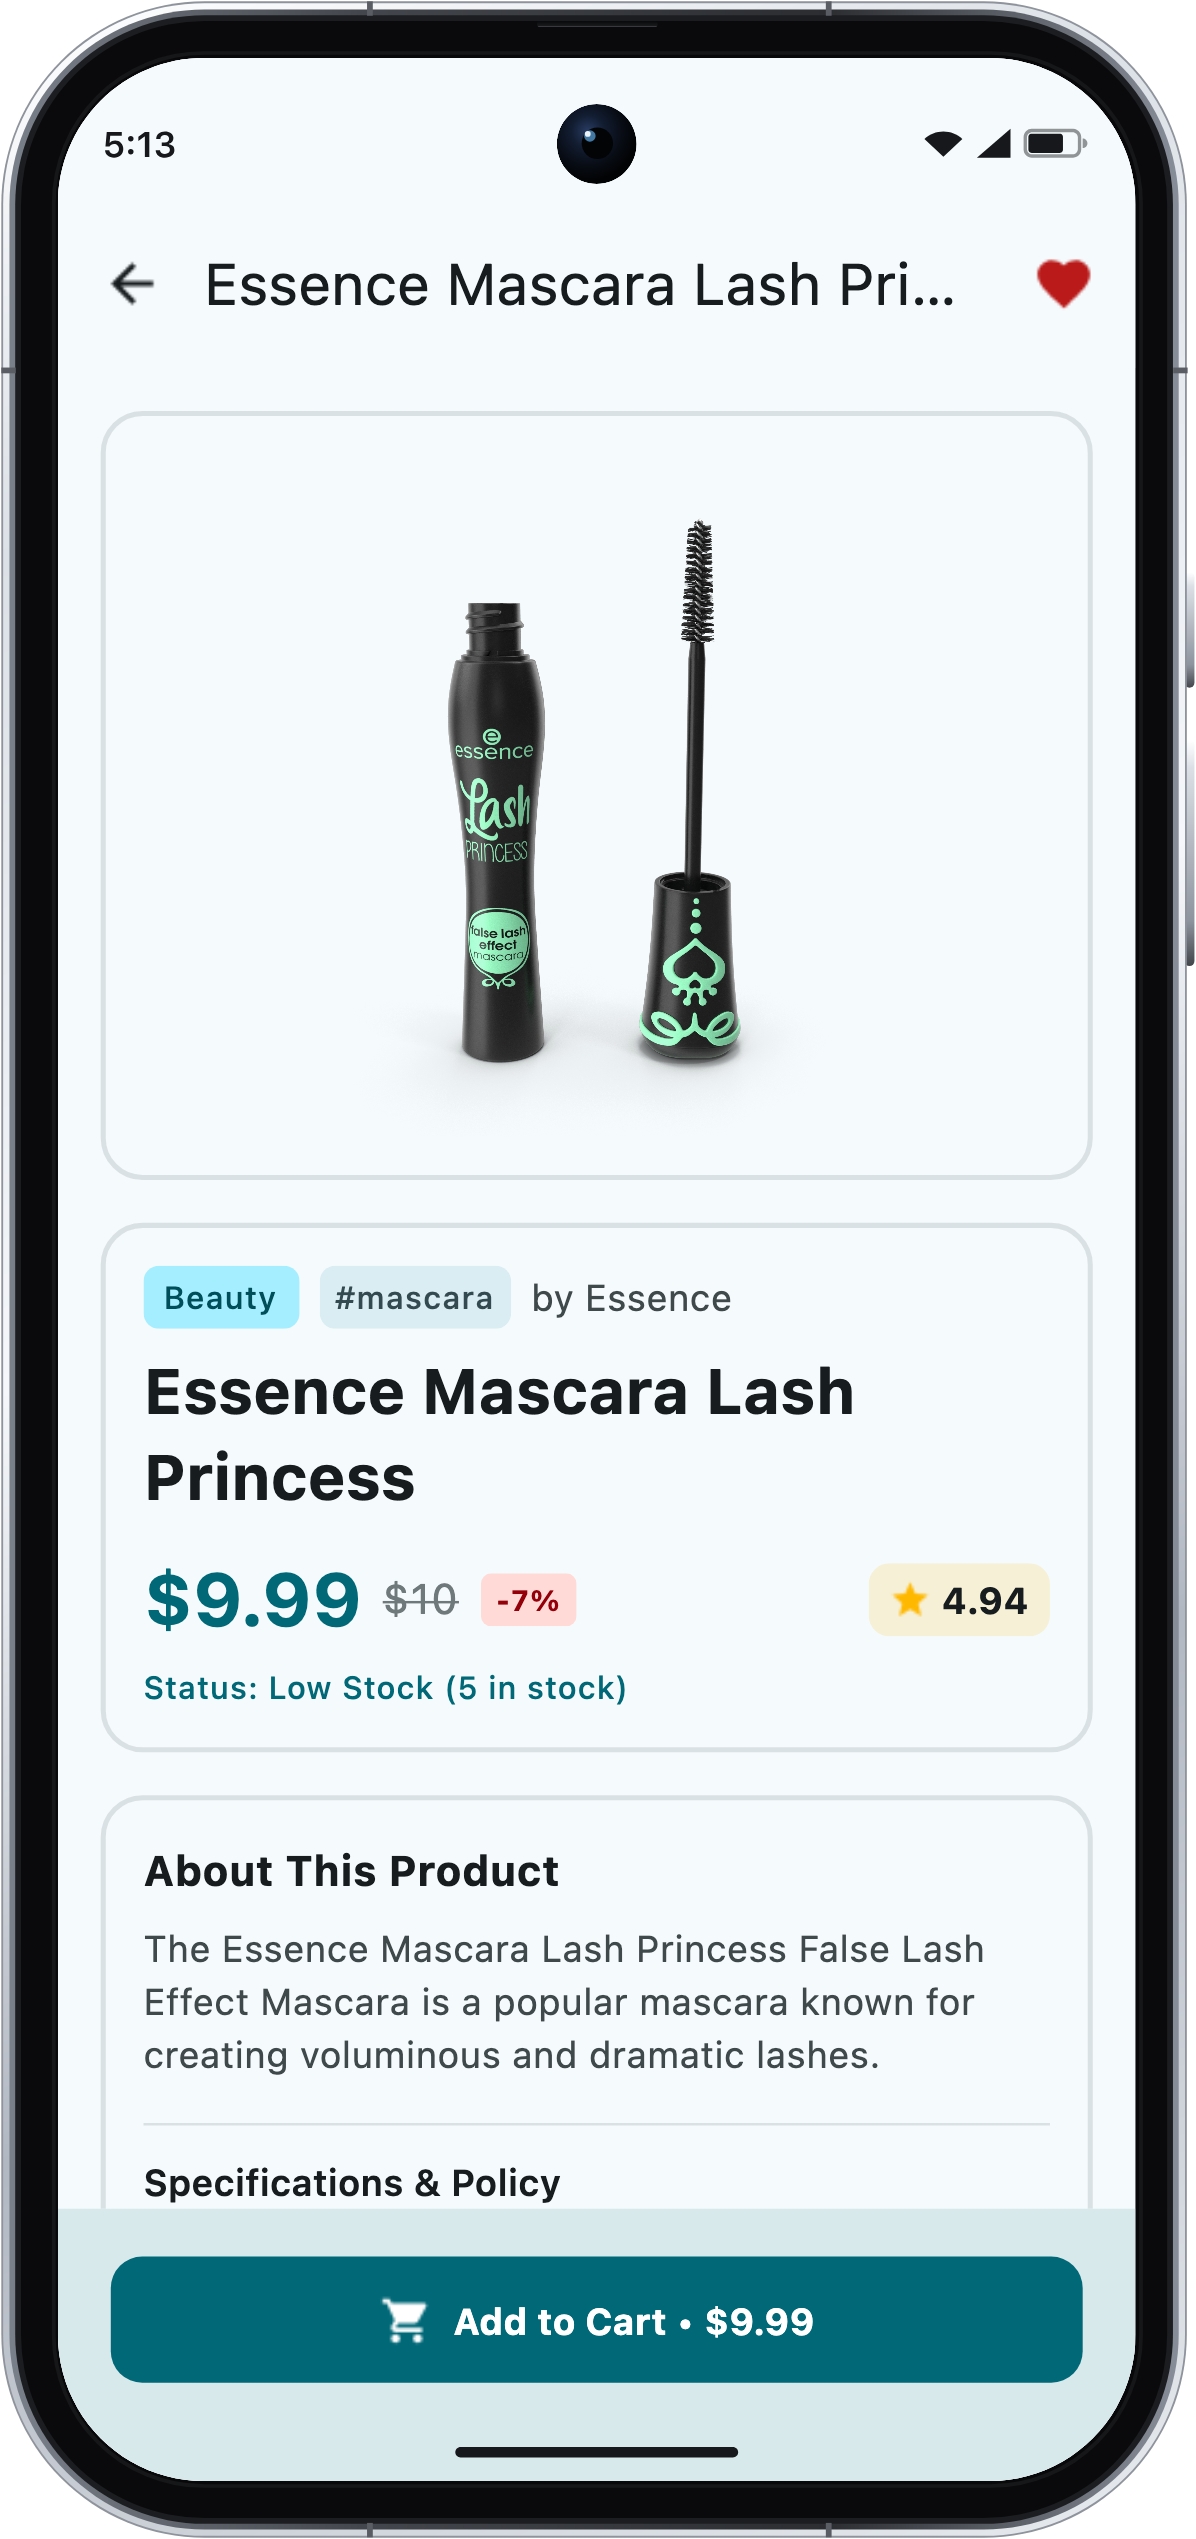 5:13
Essence Mascara Lash Pri...
essence
Lash
PRINCESS
false lash
effect
mascara
Beauty #mascara by Essence
Essence Mascara Lash
Princess
$9.99 $10 -7% 4.94
Status: Low Stock (5 in stock)
About This Product
The Essence Mascara Lash Princess False Lash
Effect Mascara is a popular mascara known for
creating voluminous and dramatic lashes.
Specifications & Policy
Add to Cart • $9.99